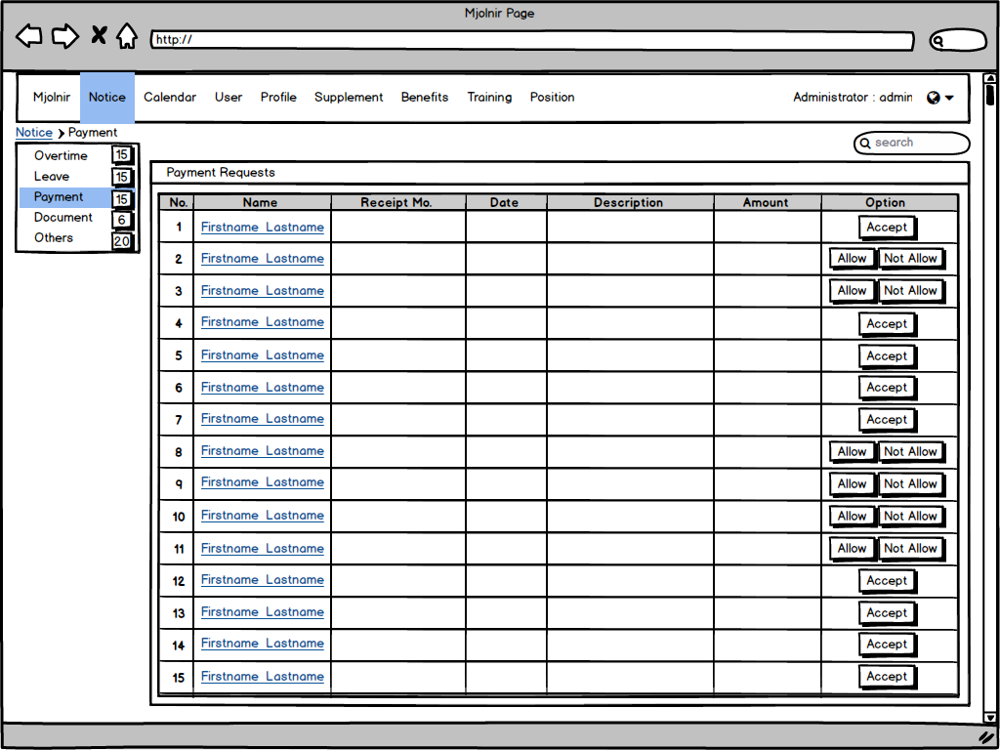 Mjolnir Page
http://
Mjolnir Notice Calendar User Profile Supplement Benefits Training Position Administrator : admin
Notice Payment
search
Overtime 15
Leave 15
Payment 15
Document 6
Others 20
Payment Requests
No. Name Receipt Mo. Date Description Amount Option
1 Firstname Lastname Accept
2 Firstname Lastname Allow Not Allow
3 Firstname Lastname Allow Not Allow
4 Firstname Lastname Accept
5 Firstname Lastname Accept
6 Firstname Lastname Accept
7 Firstname Lastname Accept
8 Firstname Lastname Allow Not Allow
9 Firstname Lastname Allow Not Allow
10 Firstname Lastname Allow Not Allow
11 Firstname Lastname Allow Not Allow
12 Firstname Lastname Accept
13 Firstname Lastname Accept
14 Firstname Lastname Accept
15 Firstname Lastname Accept